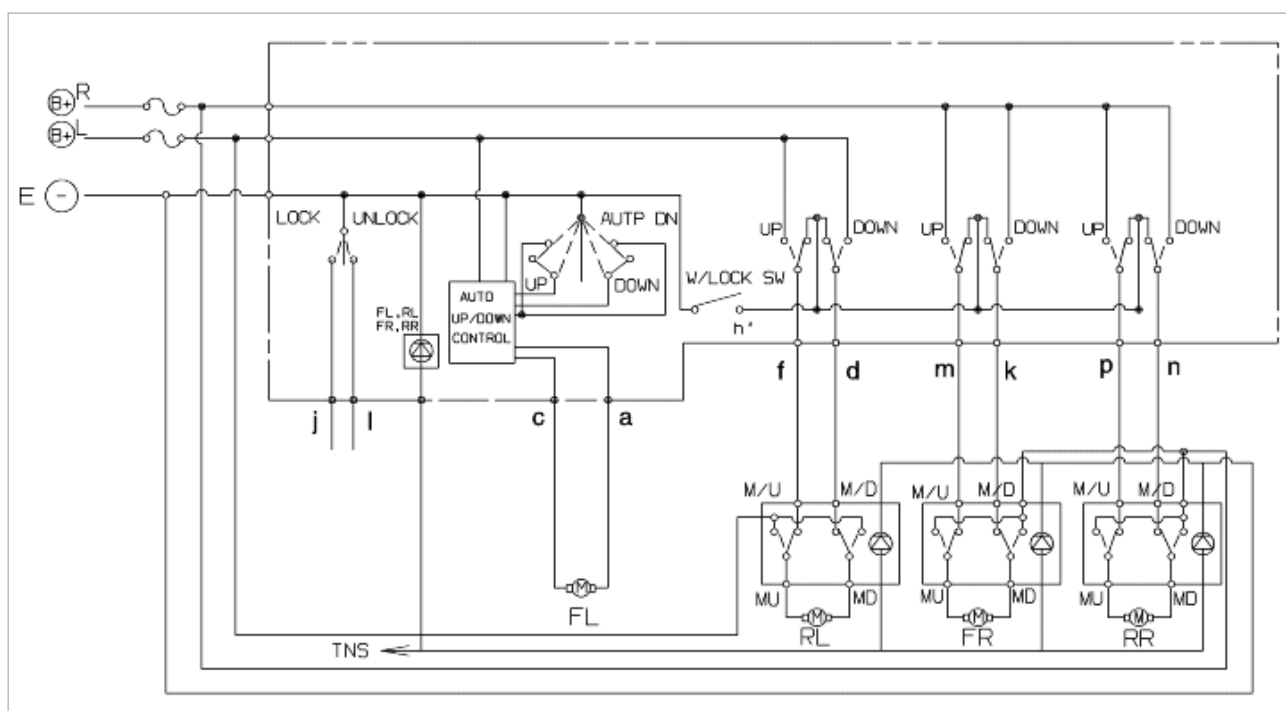 B+ R
B+ L
E -
LOCK UNLOCK
AUTP DN
UP DOWN
UP DOWN
UP DOWN
UP DOWN
W/LOCK SW
h'
AUTO
UP/DOWN
CONTROL
FL,RL
FR,RR
j l c a f d m k p n
M/U M/D M/U M/D M/U M/D
M M M M
MU MD MU MD MU MD
FL RL FR RR
TNS